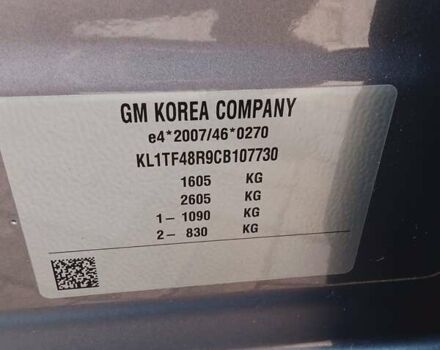 GM KOREA COMPANY
e4*2007/46*0270
KL1TF48R9CB107730
1605 KG
2605 KG
1– 1090 KG
2– 830 KG